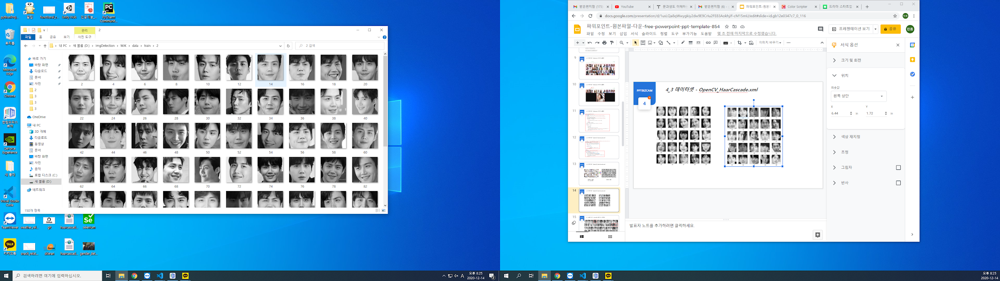 pythonProj...
알집
functional_r...
Unity Hub
인공지능_...
PyCharm
Communit...
휴지통
Microsoft
Edge
Chrome
한컴오피스
뷰어
GeForce
Experience
새 폴더
Visual Studio
Code
TeamViewer
weather_rel...
git
haarcascad...
selenium
카카오톡
snack_relat...
skleran
haarcascad...
gender_det...
관리
2
파일
홈
공유
보기
사진 도구
내 PC › 새 볼륨 (D:) › imgDetection › MJK › data › train › 2
2 검색
바로 가기
바탕 화면
다운로드
문서
사진
2
3
3
3
OneDrive
내 PC
3D 개체
다운로드
동영상
문서
바탕 화면
사진
음악
로컬 디스크 (C:)
새 볼륨 (D:)
네트워크
2 4 6 8 10 12 14 16 18 20
22 24 26 28 30 32 34 36 38 40
42 44 46 48 50 52 54 56 58 60
62 64 66 68 70 72 74 76 78 82
150개 항목
검색하려면 여기에 입력하십시오.
A
오후 8:25
2020-12-14
2
받은편지함 (173)
YouTube
문과생도 이해하
받은편지함 (6) -
파워포인트-원본
Color Scripter
드라마 스타트업
docs.google.com/presentation/d/1usLQa8qWwygkiy2dw9E9CrIu2FE83AokhjJf-cM15mU/edit#slide=id.gb12e0347c7_0_116
민종
파워포인트-원본파일-다운-free-powerpoint-ppt-template-854
파일 수정 보기 삽입 서식 슬라이드 정렬 도구 부가기능 도움말 몇 초 전에 마지막으로 수정했습니다.
프레젠테이션 보기
공유
민종
이미지 바꾸기
9
10
11
12
13
14
15
PPTBIZCAM
4
4_3 데이터셋 - OpenCV_HaarCascade.xml
발표자 노트를 추가하려면 클릭하세요.
서식 옵션
크기 및 회전
위치
최솟값
왼쪽 상단
X
Y
6.44 in
1.72 in
색상 재지정
조정
그림자
반사
오후 8:25
2020-12-14